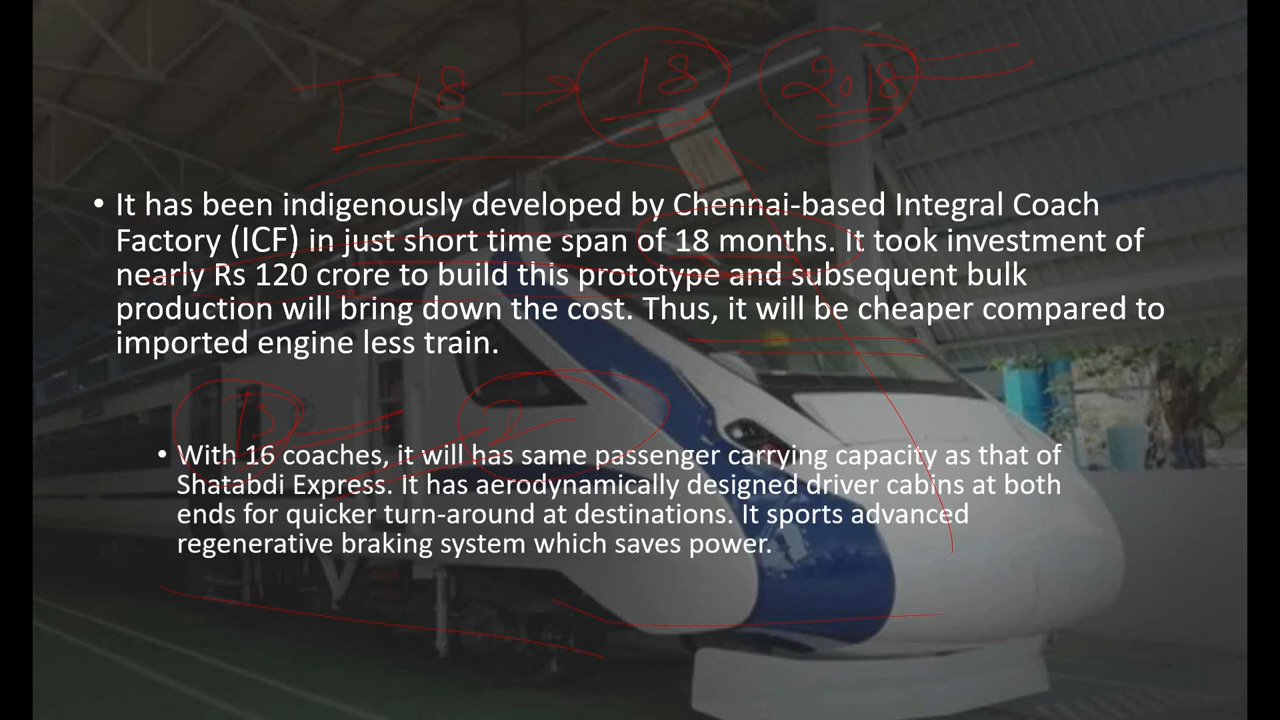 T 18 → 18 2018
• It has been indigenously developed by Chennai-based Integral Coach
Factory (ICF) in just short time span of 18 months. It took investment of
nearly Rs 120 crore to build this prototype and subsequent bulk
production will bring down the cost. Thus, it will be cheaper compared to
imported engine less train.
• With 16 coaches, it will has same passenger carrying capacity as that of
Shatabdi Express. It has aerodynamically designed driver cabins at both
ends for quicker turn-around at destinations. It sports advanced
regenerative braking system which saves power.